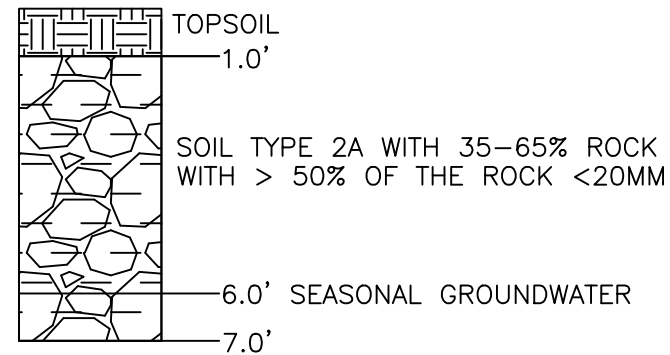 TOPSOIL
1.0'
SOIL TYPE 2A WITH 35-65% ROCK
WITH > 50% OF THE ROCK <20MM
6.0' SEASONAL GROUNDWATER
7.0'